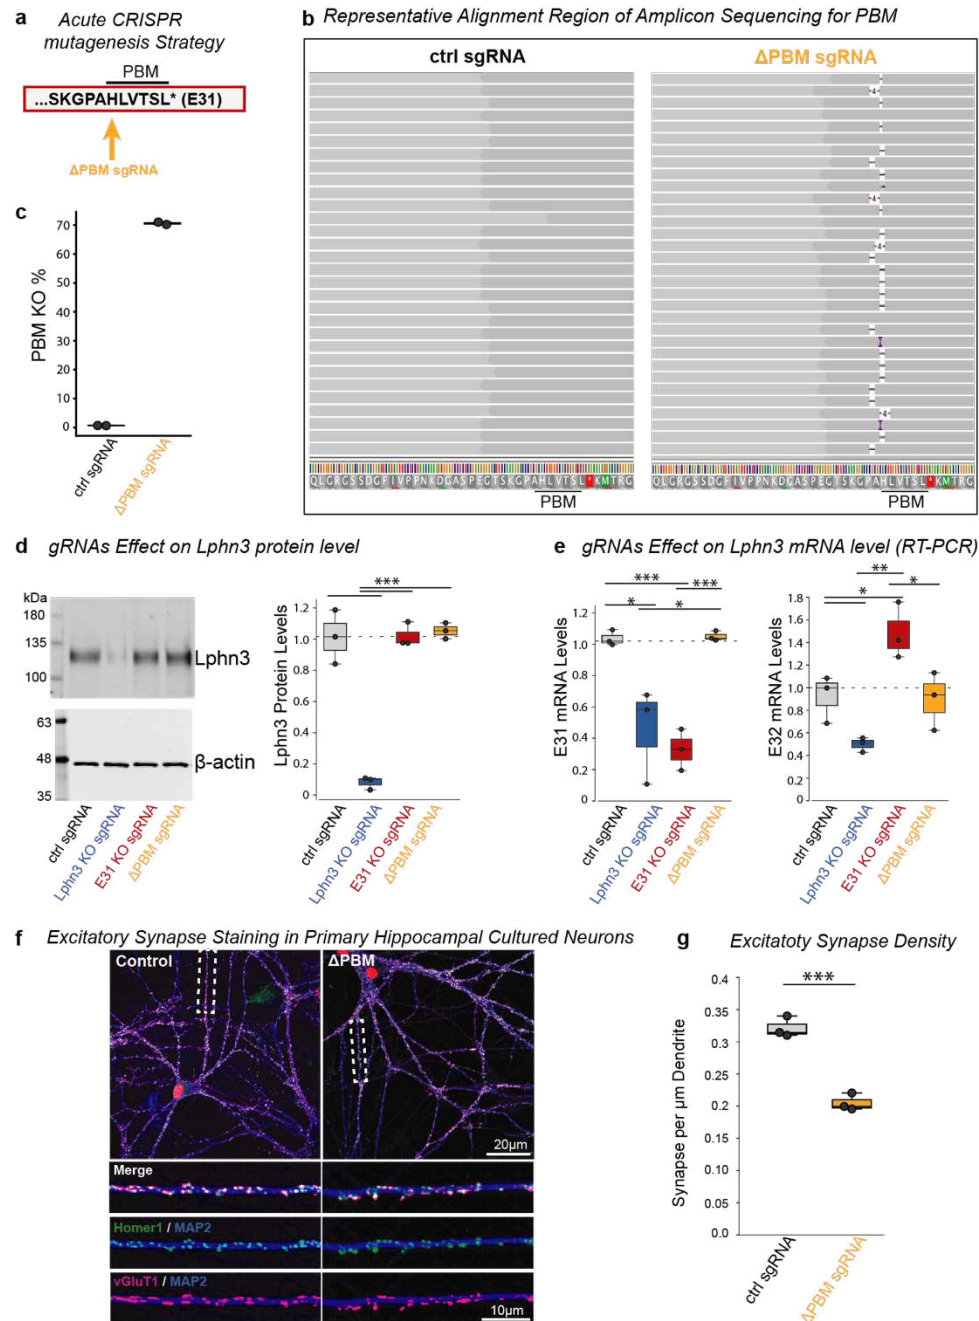 a Acute CRISPR
mutagenesis Strategy
PBM
...SKGPAHLVTSL* (E31)
ΔPBM sgRNA
b Representative Alignment Region of Amplicon Sequencing for PBM
ctrl sgRNA
ΔPBM sgRNA
4
4
4
4
QLGRGSSDGFIVPPNKDGASPEGTSKGPAHLVTSL*KMTRG
QLGRGSSDGFIVPPNKDGASPEGTSKGPAHLVTSL*KMTRG
PBM
PBM
c
PBM KO %
70
60
50
40
30
20
10
0
ctrl sgRNA
ΔPBM sgRNA
d gRNAs Effect on Lphn3 protein level
kDa
180
135
100
Lphn3
63
48
35
β-actin
ctrl sgRNA
Lphn3 KO sgRNA
E31 KO sgRNA
ΔPBM sgRNA
Lphn3 Protein Levels
***
1.2
1.0
0.8
0.6
0.4
0.2
0
ctrl sgRNA
Lphn3 KO sgRNA
E31 KO sgRNA
ΔPBM sgRNA
e gRNAs Effect on Lphn3 mRNA level (RT-PCR)
E31 mRNA Levels
*** ***
* *
1.2
1.0
0.8
0.6
0.4
0.2
0
ctrl sgRNA
Lphn3 KO sgRNA
E31 KO sgRNA
ΔPBM sgRNA
E32 mRNA Levels
**
* *
1.8
1.6
1.4
1.2
1.0
0.8
0.6
0.4
0.2
0
ctrl sgRNA
Lphn3 KO sgRNA
E31 KO sgRNA
ΔPBM sgRNA
f Excitatory Synapse Staining in Primary Hippocampal Cultured Neurons
Control
ΔPBM
20µm
Merge
Homer1 / MAP2
vGluT1 / MAP2
10µm
g Excitatoty Synapse Density
Synapse per µm Dendrite
***
0.35
0.3
0.25
0.2
0.15
0.1
0.05
0.0
ctrl sgRNA
ΔPBM sgRNA